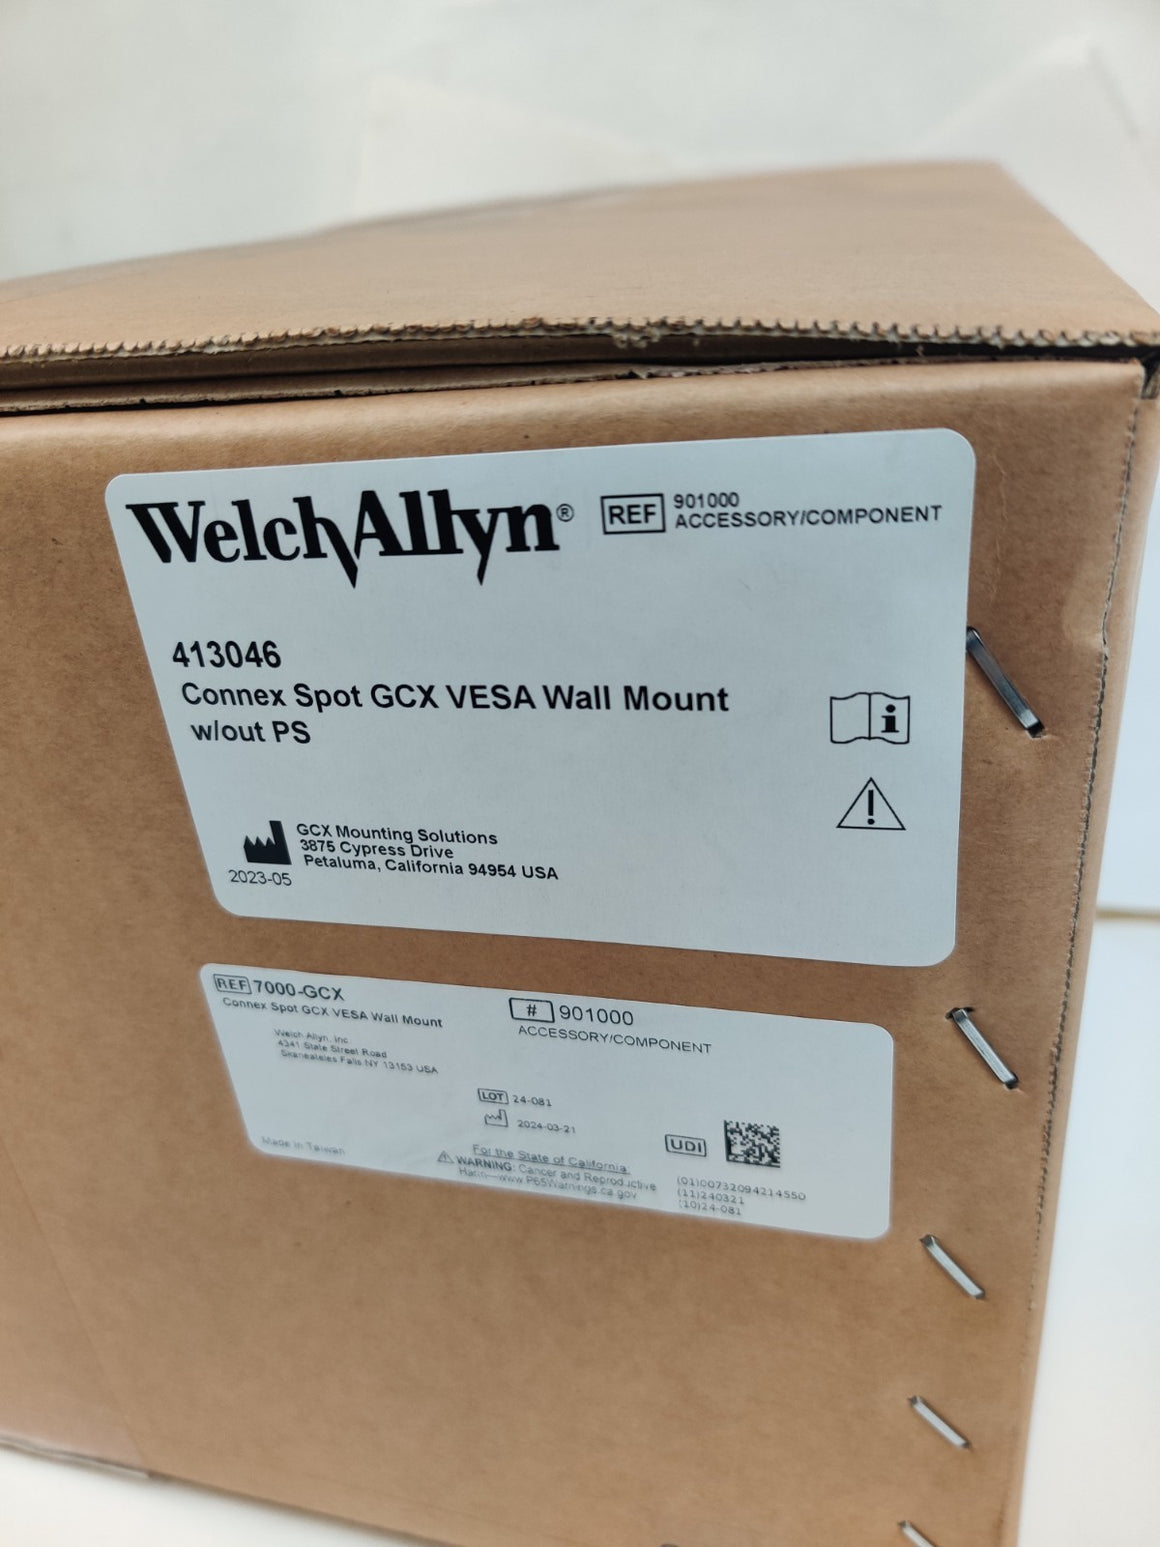 WelchAllyn®
REF 901000
ACCESSORY/COMPONENT
413046
Connex Spot GCX VESA Wall Mount
w/out PS
GCX Mounting Solutions
3875 Cypress Drive
Petaluma, California 94954 USA
2023-05
REF 7000-GCX
Connex Spot GCX VESA Wall Mount
Welch Allyn, Inc
4341 State Street Road
Skaneateles Falls NY 13153 USA
# 901000
ACCESSORY/COMPONENT
LOT 24-081
2024-03-21
Made in Taiwan
For the State of California
WARNING: Cancer and Reproductive
Harm—www.P65Warnings.ca.gov
UDI
(01)00732094214550
(11)240321
(10)24-081